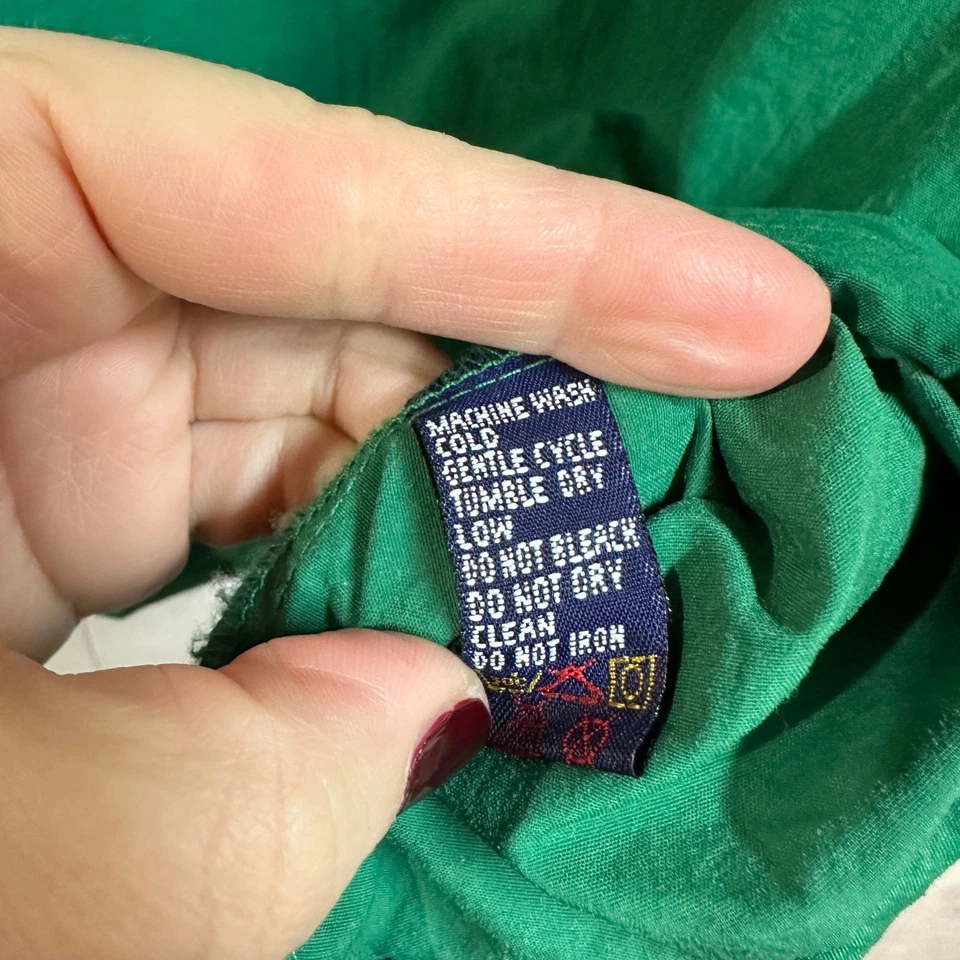 MACHINE WASH
COLD
GENTLE CYCLE
TUMBLE DRY
LOW
DO NOT BLEACH
DO NOT DRY
CLEAN
DO NOT IRON